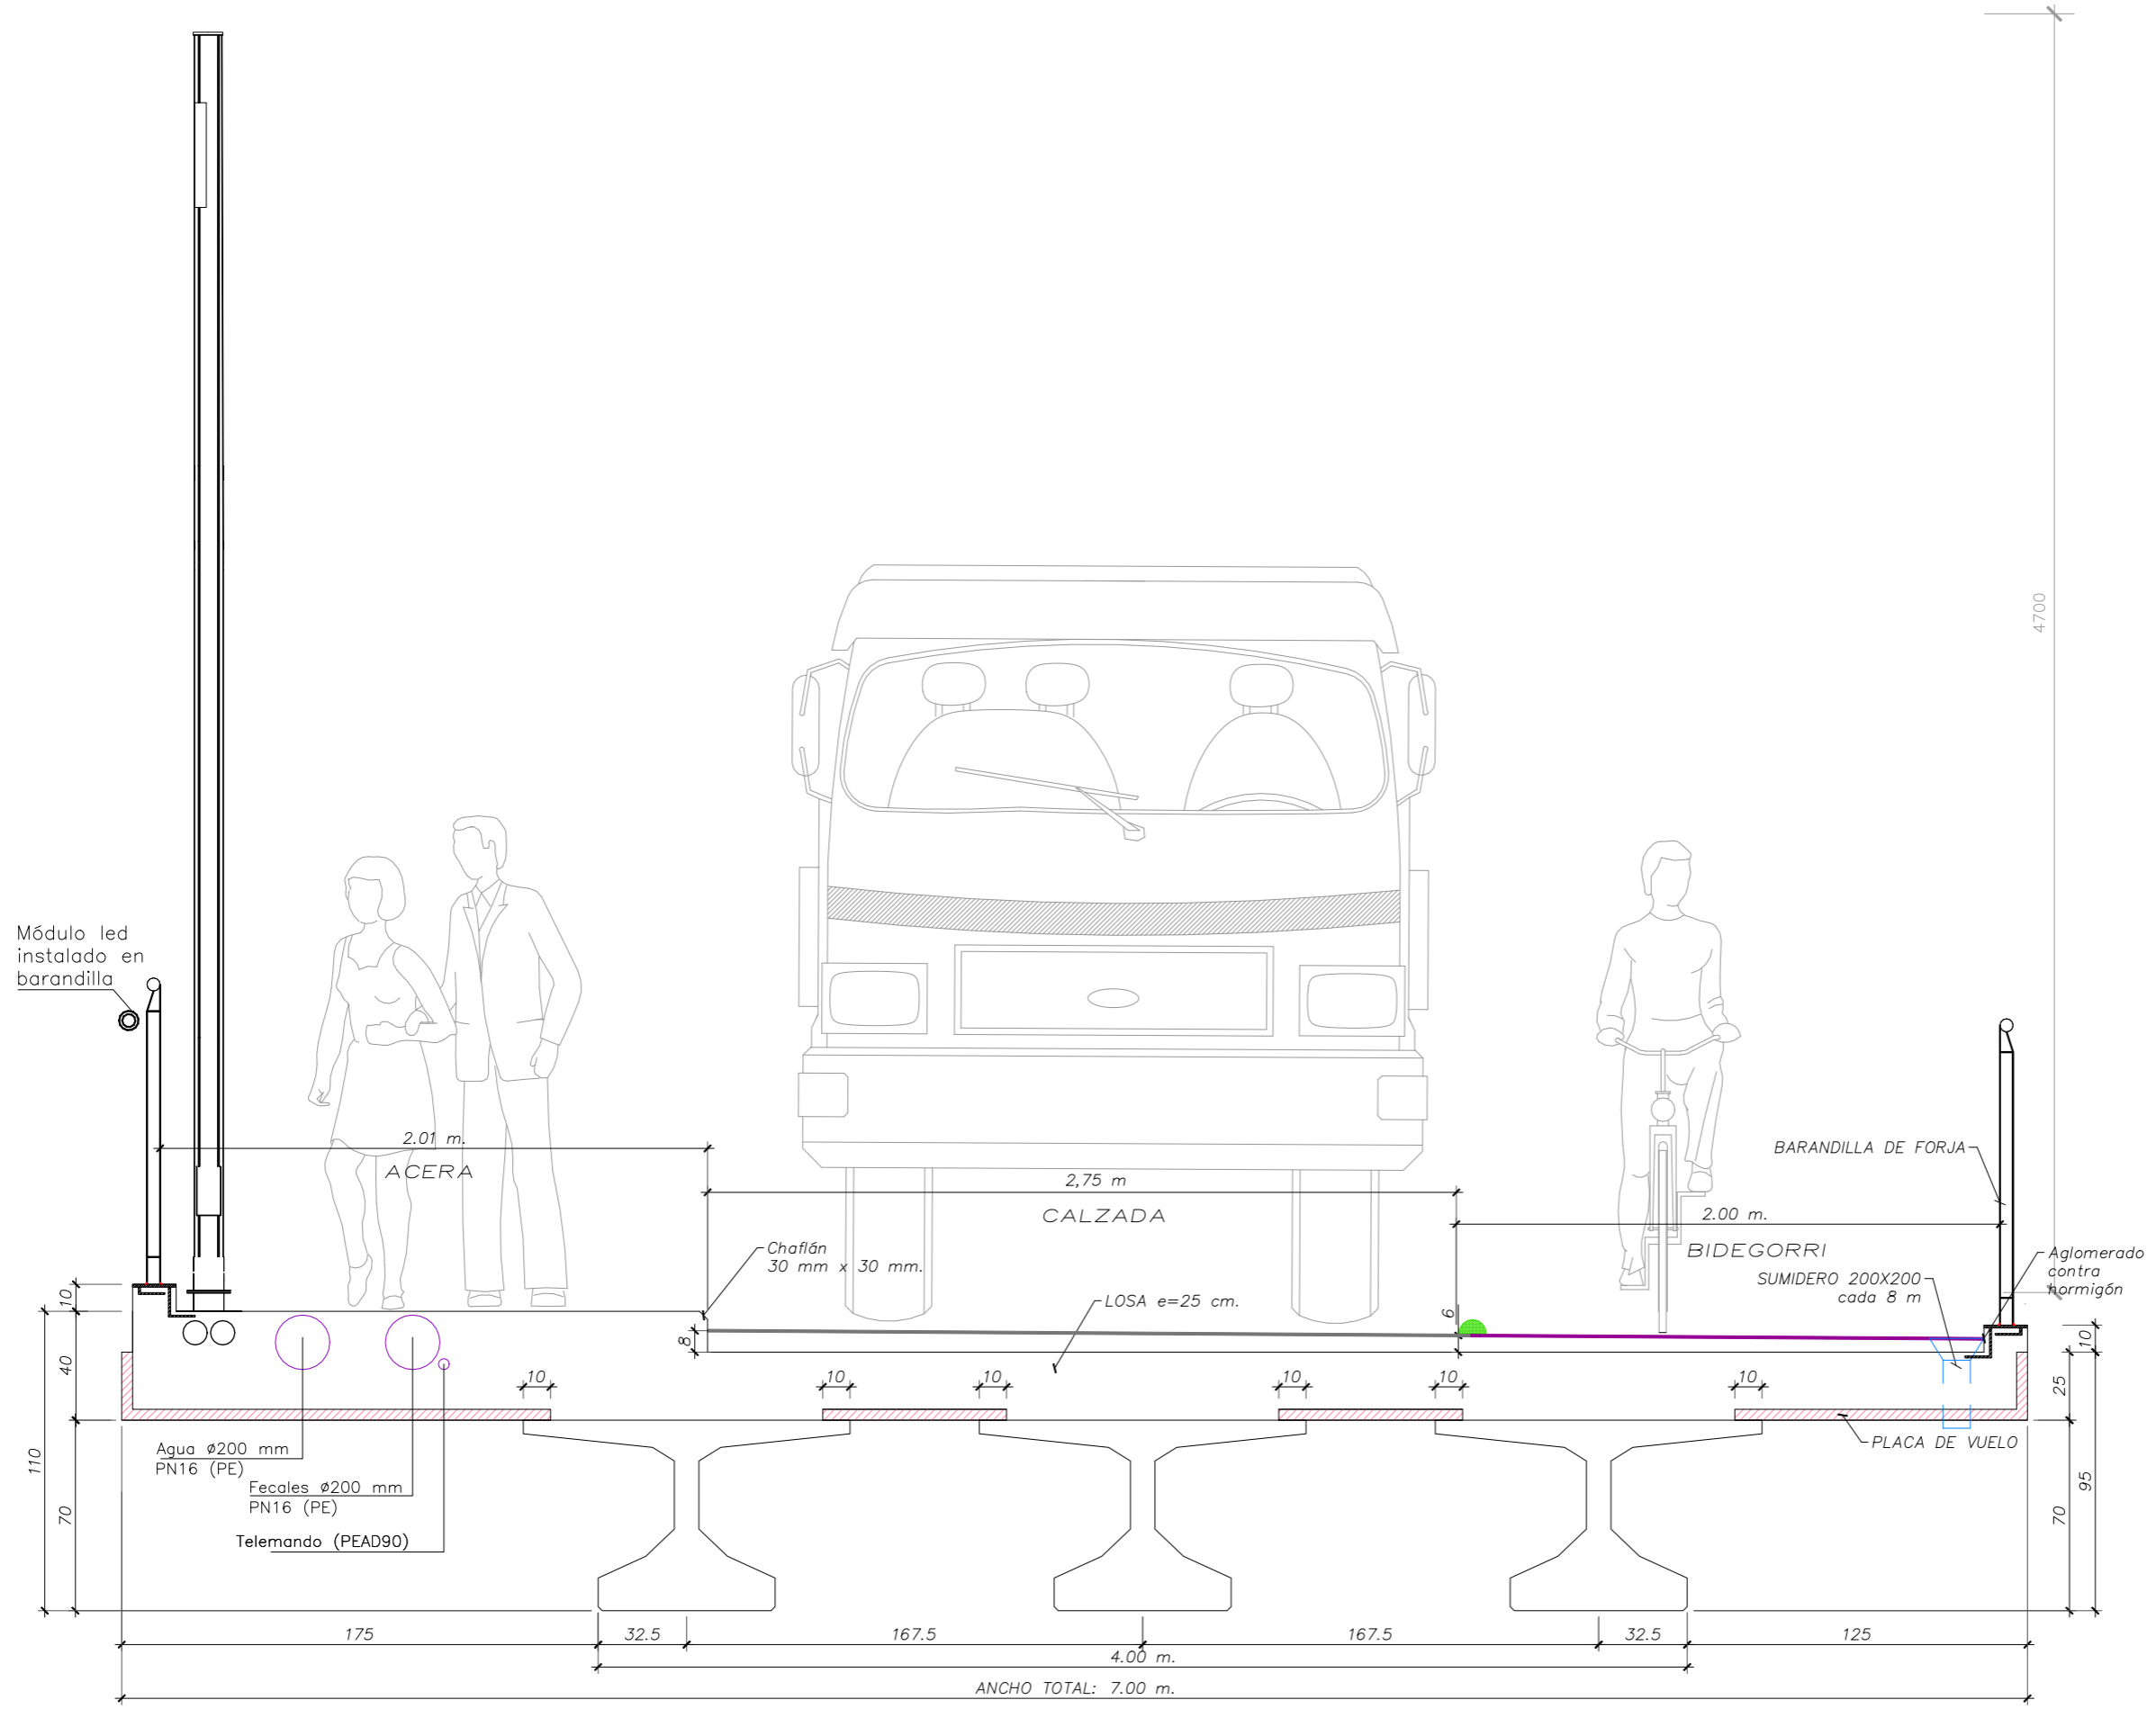 4700
Módulo led
instalado en
barandilla
2.01 m.
ACERA
2,75 m
CALZADA
BARANDILLA DE FORJA
2.00 m.
BIDEGORRI
Chaflán
30 mm x 30 mm.
Aglomerado
contra
hormigón
SUMIDERO 200X200
cada 8 m
LOSA e=25 cm.
10
6
8
10
40
10
10
10
10
10
10
25
Agua ø200 mm
PN16 (PE)
PLACA DE VUELO
110
Fecales ø200 mm
PN16 (PE)
95
70
70
Telemando (PEAD90)
175
32.5
167.5
167.5
32.5
125
4.00 m.
ANCHO TOTAL: 7.00 m.